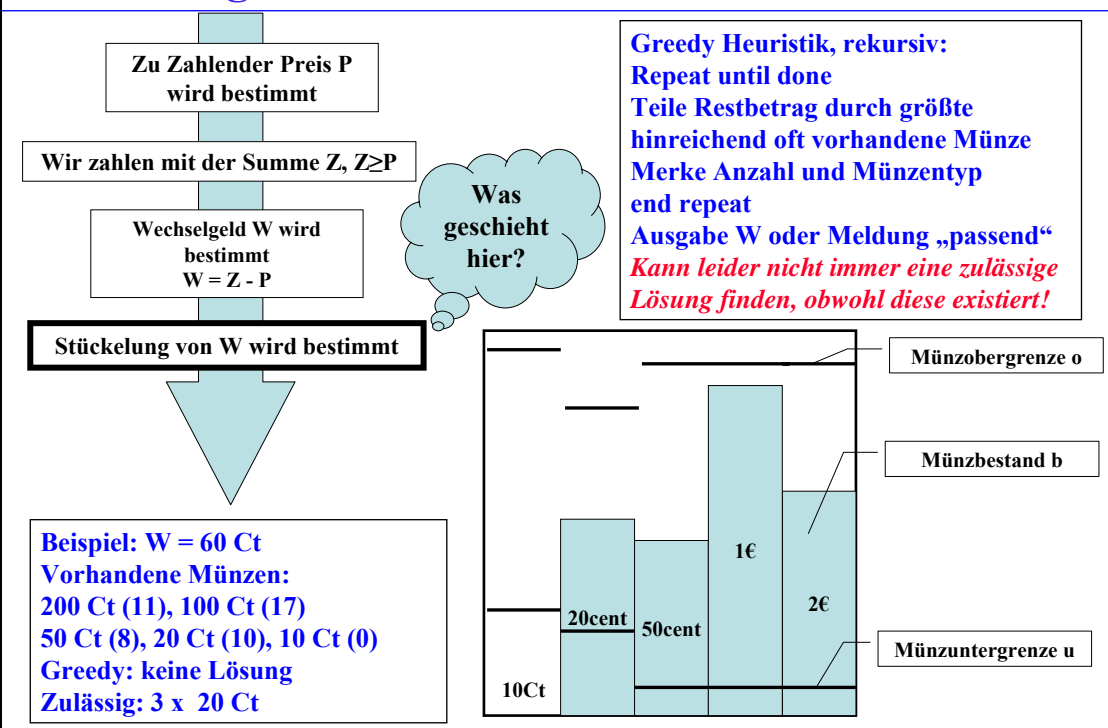 Zu Zahlender Preis P
wird bestimmt
Wir zahlen mit der Summe Z, Z≥P
Wechselgeld W wird
bestimmt
W = Z - P
Stückelung von W wird bestimmt
Was
geschieht
hier?
Greedy Heuristik, rekursiv:
Repeat until done
Teile Restbetrag durch größte
hinreichend oft vorhandene Münze
Merke Anzahl und Münzentyp
end repeat
Ausgabe W oder Meldung „passend“
Kann leider nicht immer eine zulässige
Lösung finden, obwohl diese existiert!
Beispiel: W = 60 Ct
Vorhandene Münzen:
200 Ct (11), 100 Ct (17)
50 Ct (8), 20 Ct (10), 10 Ct (0)
Greedy: keine Lösung
Zulässig: 3 x 20 Ct
10Ct
20cent
50cent
1€
2€
Münzobergrenze o
Münzbestand b
Münzuntergrenze u